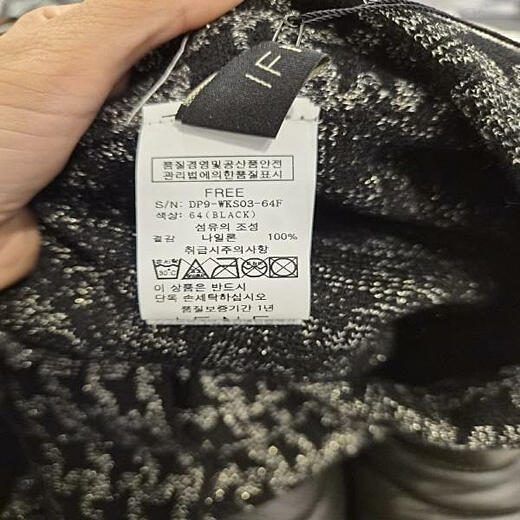 IF
품질경영및공산품안전
관리법에의한품질표시
FREE
S/N: DP9-WKS03-64F
색상: 64(BLACK)
섬유의 조성
겉감 나일론 100%
취급시주의사항
30℃
이 상품은 반드시
단독 손세탁하십시오
품질보증기간 1년